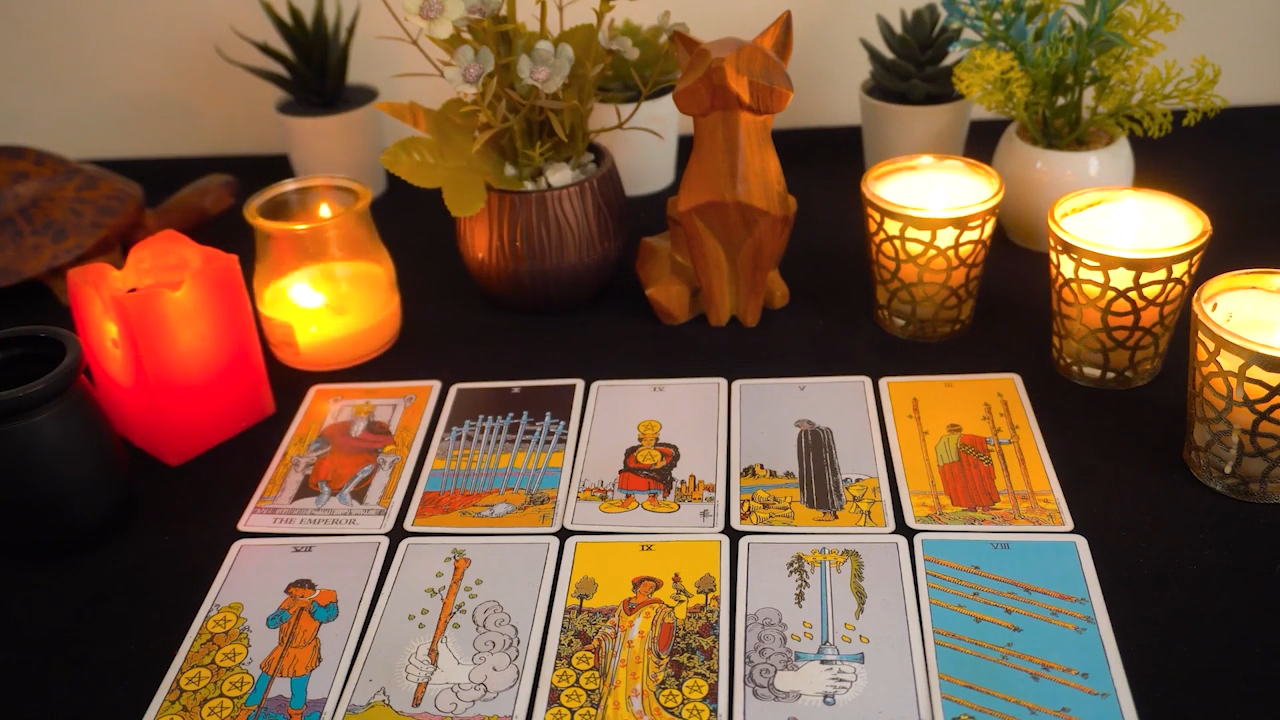 X
IV
V
III
THE EMPEROR.
VII
IX
VIII